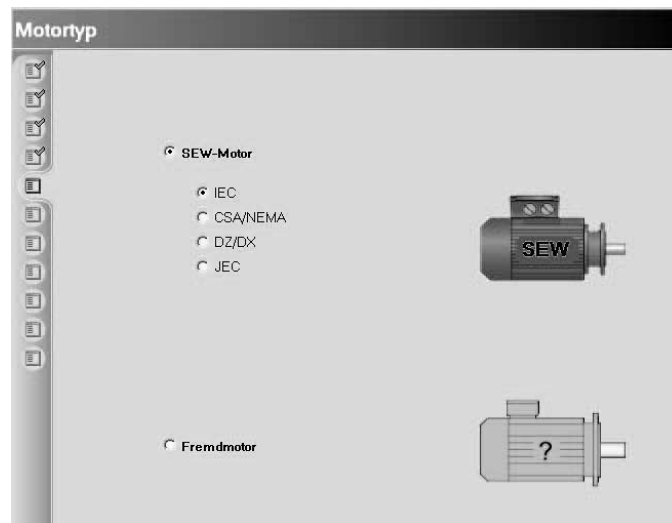 Motortyp
SEW-Motor
IEC
CSA/NEMA
DZ/DX
JEC
SEW
Fremdmotor
?